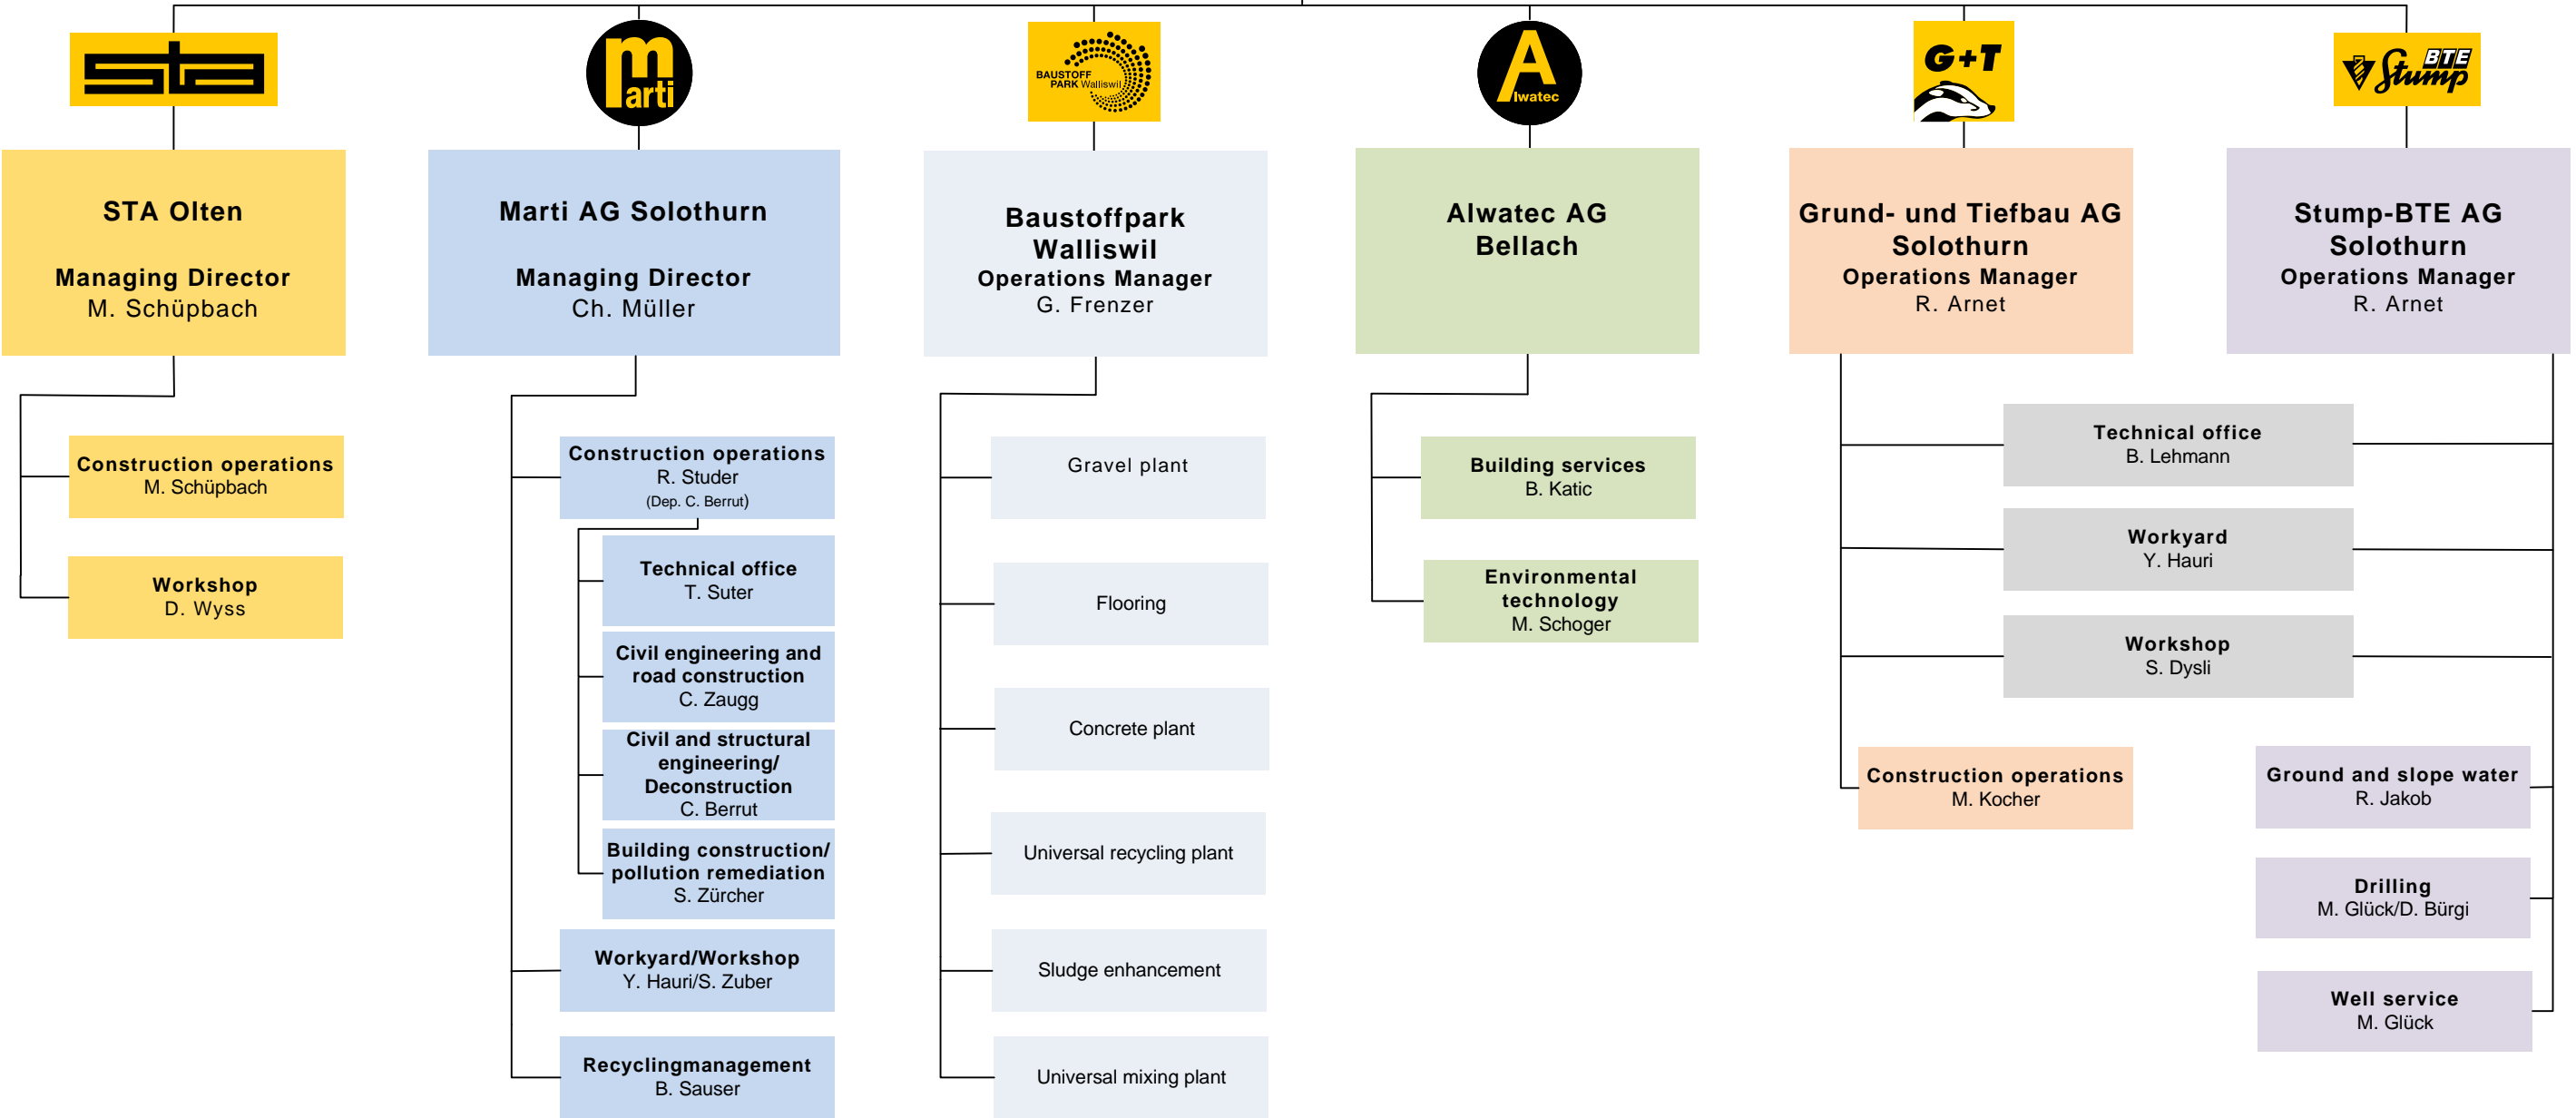 sta
marti
BAUSTOFF
PARK Walliswil
Alwatec
G+T
BTE
Stump
STA Olten
Managing Director
M. Schüpbach
Construction operations
M. Schüpbach
Workshop
D. Wyss
Marti AG Solothurn
Managing Director
Ch. Müller
Construction operations
R. Studer
(Dep. C. Berrut)
Technical office
T. Suter
Civil engineering and
road construction
C. Zaugg
Civil and structural
engineering/
Deconstruction
C. Berrut
Building construction/
pollution remediation
S. Zürcher
Workyard/Workshop
Y. Hauri/S. Zuber
Recyclingmanagement
B. Sauser
Baustoffpark
Walliswil
Operations Manager
G. Frenzer
Gravel plant
Flooring
Concrete plant
Universal recycling plant
Sludge enhancement
Universal mixing plant
Alwatec AG
Bellach
Building services
B. Katic
Environmental
technology
M. Schoger
Grund- und Tiefbau AG
Solothurn
Operations Manager
R. Arnet
Stump-BTE AG
Solothurn
Operations Manager
R. Arnet
Technical office
B. Lehmann
Workyard
Y. Hauri
Workshop
S. Dysli
Construction operations
M. Kocher
Ground and slope water
R. Jakob
Drilling
M. Glück/D. Bürgi
Well service
M. Glück